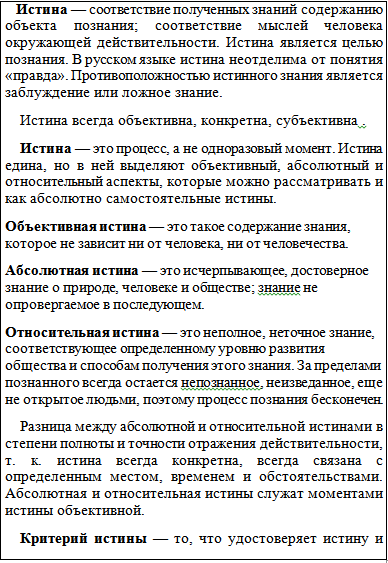 Истина — соответствие полученных знаний содержанию
объекта познания; соответствие мыслей человека
окружающей действительности. Истина является целью
познания. В русском языке истина неотделима от понятия
«правда». Противоположностью истинного знания является
заблуждение или ложное знание.
Истина всегда объективна, конкретна, субъективна .
Истина — это процесс, а не одноразовый момент. Истина
едина, но в ней выделяют объективный, абсолютный и
относительный аспекты, которые можно рассматривать и
как абсолютно самостоятельные истины.
Объективная истина — это такое содержание знания,
которое не зависит ни от человека, ни от человечества.
Абсолютная истина — это исчерпывающее, достоверное
знание о природе, человеке и обществе; знание не
опровергаемое в последующем.
Относительная истина — это неполное, неточное знание,
соответствующее определенному уровню развития
общества и способам получения этого знания. За пределами
познанного всегда остается непознанное, неизведанное, еще
не открытое людьми, поэтому процесс познания бесконечен.
Разница между абсолютной и относительной истинами в
степени полноты и точности отражения действительности,
т. к. истина всегда конкретна, всегда связана с
определенным местом, временем и обстоятельствами.
Абсолютная и относительная истины служат моментами
истины объективной.
Критерий истины — то, что удостоверяет истину и